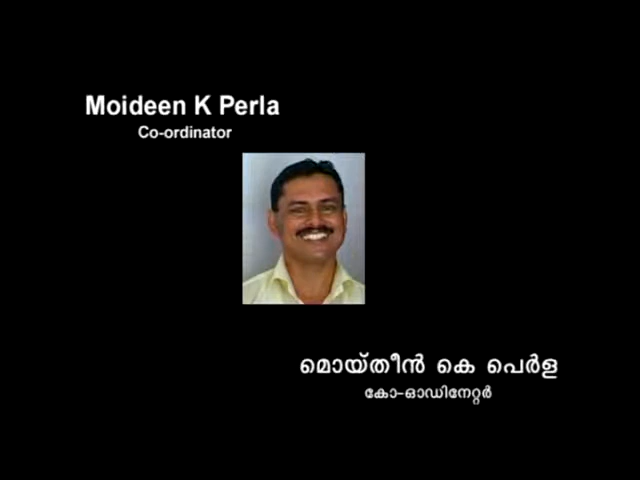 Moideen K Perla
Co-ordinator
മൊയ്തീൻ കെ പെർള
കോ-ഓഡിനേറ്റർ